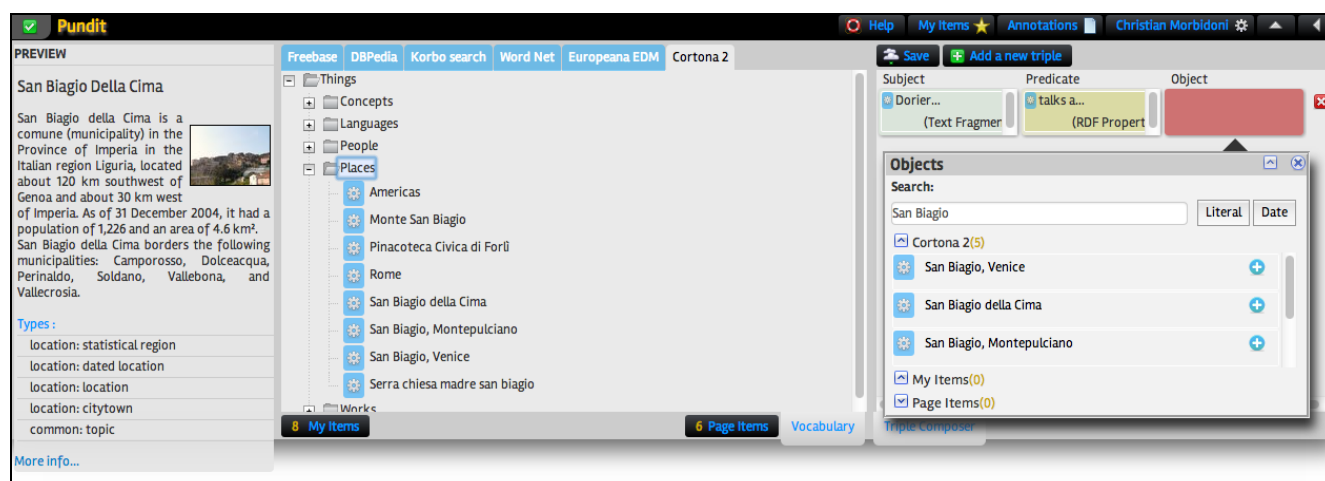 Pundit
Help
My Items
Annotations
Christian Morbidoni
PREVIEW
San Biagio Della Cima
San Biagio della Cima is a
comune (municipality) in the
Province of Imperia in the
Italian region Liguria, located
about 120 km southwest of
Genoa and about 30 km west
of Imperia. As of 31 December 2004, it had a
population of 1,226 and an area of 4.6 km².
San Biagio della Cima borders the following
municipalities: Camporosso, Dolceacqua,
Perinaldo, Soldano, Vallebona, and
Vallecrosia.
Types :
location: statistical region
location: dated location
location: location
location: citytown
common: topic
More info...
Freebase DBPedia Korbo search Word Net Europeana EDM Cortona 2
Things
Concepts
Languages
People
Places
Americas
Monte San Biagio
Pinacoteca Civica di Forlì
Rome
San Biagio della Cima
San Biagio, Montepulciano
San Biagio, Venice
Serra chiesa madre san biagio
Works
8 My Items
6 Page Items
Vocabulary
Save
Add a new triple
Subject Predicate Object
Dorier... talks a...
(Text Fragmer (RDF Propert
Objects
Search:
San Biagio
Literal Date
Cortona 2(5)
San Biagio, Venice
San Biagio della Cima
San Biagio, Montepulciano
My Items(0)
Page Items(0)
Triple Composer